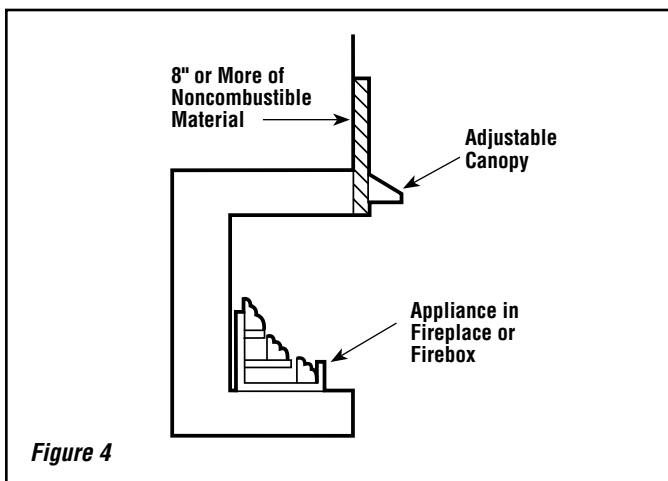 8" or More of
Noncombustible
Material
Adjustable
Canopy
Appliance in
Fireplace or
Firebox
Figure 4